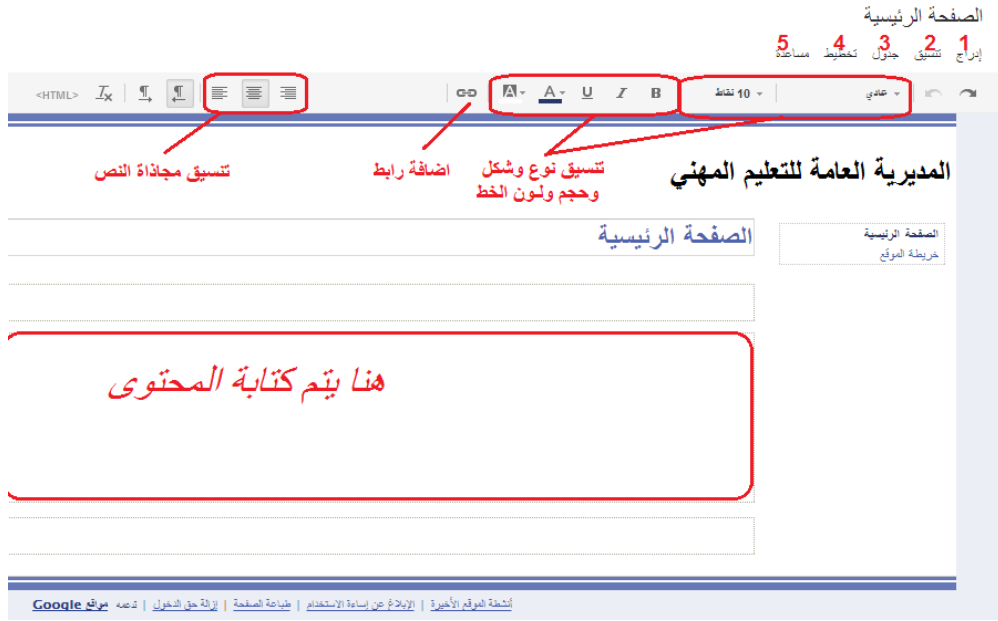 الصفحة الرئيسية
1 2 3 4 5
إدراج تنسيق جدول تخطيط مساعدة
عادي 10 نقاط B I U A A <HTML>
تنسيق نوع وشكل وحجم ولون الخط
اضافة رابط
تنسيق مجاذاة النص
المديرية العامة للتعليم المهني
الصفحة الرئيسية
خريطة الموقع
الصفحة الرئيسية
هنا يتم كتابة المحتوى
أنشطة الموقع الأخيرة | الإبلاغ عن إساءة الاستخدام | طباعة الصفحة | إزالة حق الدخول | تدعمه مواقع Google